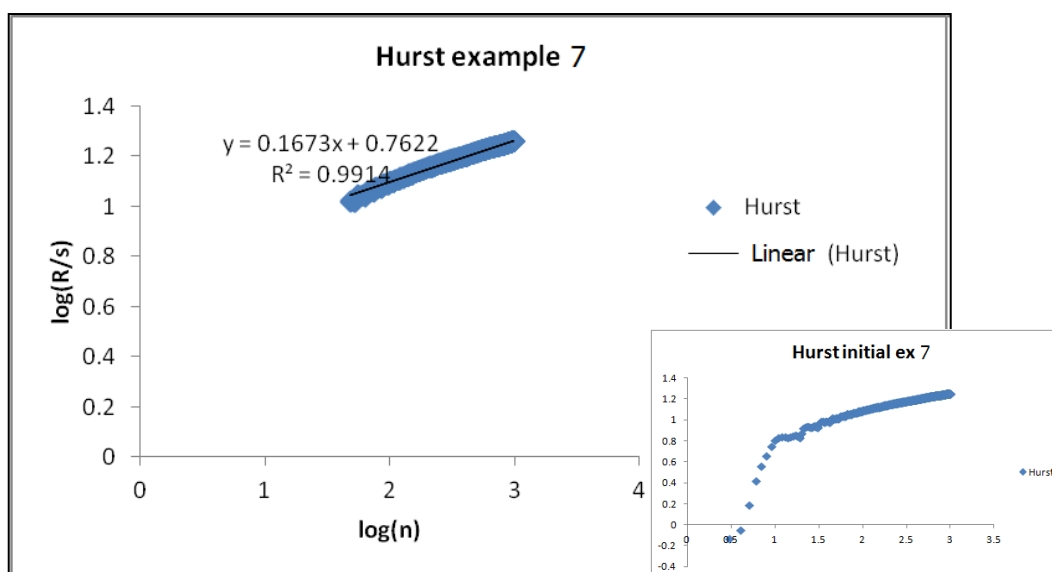 Hurst example 7
1.4
1.2
1
0.8
0.6
0.4
0.2
0
log(R/s)
y = 0.1673x + 0.7622
R² = 0.9914
0 1 2 3 4
log(n)
Hurst
Linear (Hurst)
Hurst initial ex 7
1.4
1.2
1
0.8
0.6
0.4
0.2
0
-0.2
-0.4
0 0.5 1 1.5 2 2.5 3 3.5
Hurst